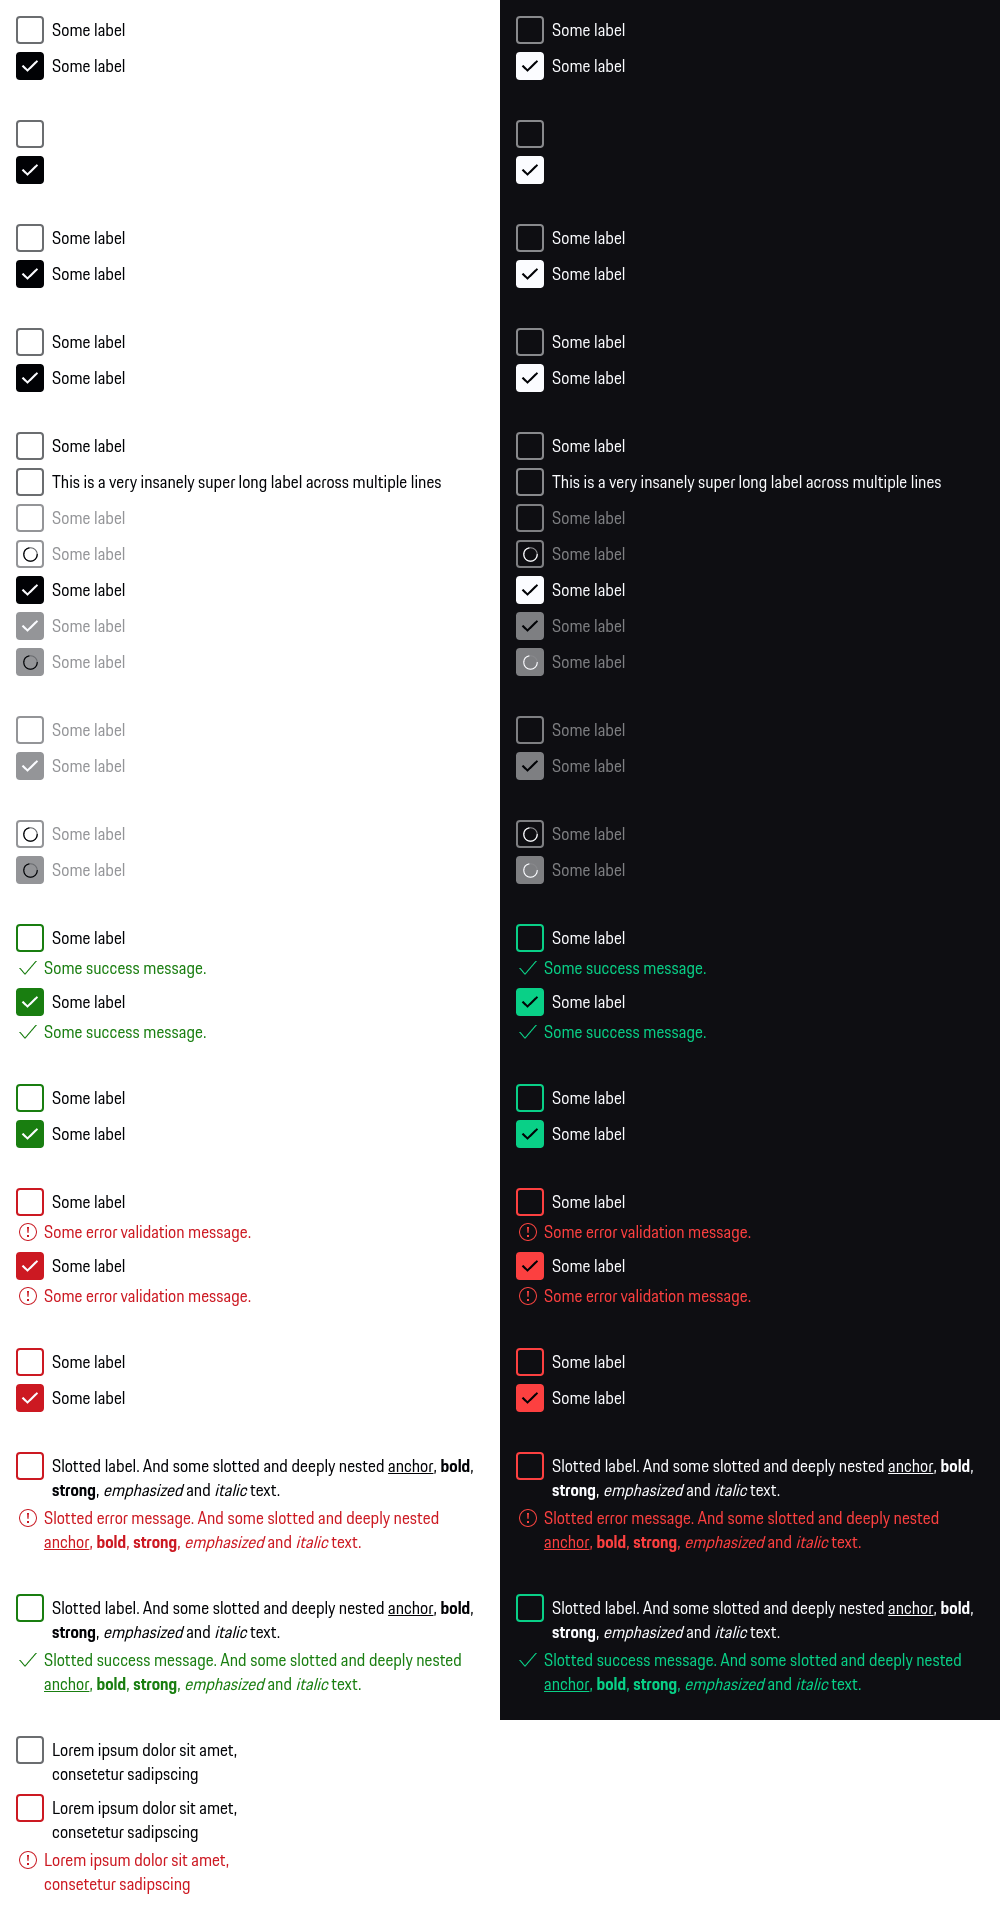 Some label
Some label
Some label
Some label
Some label
Some label
Some label
This is a very insanely super long label across multiple lines
Some label
Some label
Some label
Some label
Some label
Some label
Some label
Some label
Some label
Some label
Some success message.
Some label
Some success message.
Some label
Some label
Some label
Some error validation message.
Some label
Some error validation message.
Some label
Some label
Slotted label. And some slotted and deeply nested anchor, bold,
strong, emphasized and italic text.
Slotted error message. And some slotted and deeply nested
anchor, bold, strong, emphasized and italic text.
Slotted label. And some slotted and deeply nested anchor, bold,
strong, emphasized and italic text.
Slotted success message. And some slotted and deeply nested
anchor, bold, strong, emphasized and italic text.
Lorem ipsum dolor sit amet,
consetetur sadipscing
Lorem ipsum dolor sit amet,
consetetur sadipscing
Lorem ipsum dolor sit amet,
consetetur sadipscing
Some label
Some label
Some label
Some label
Some label
Some label
Some label
This is a very insanely super long label across multiple lines
Some label
Some label
Some label
Some label
Some label
Some label
Some label
Some label
Some label
Some label
Some success message.
Some label
Some success message.
Some label
Some label
Some label
Some error validation message.
Some label
Some error validation message.
Some label
Some label
Slotted label. And some slotted and deeply nested anchor, bold,
strong, emphasized and italic text.
Slotted error message. And some slotted and deeply nested
anchor, bold, strong, emphasized and italic text.
Slotted label. And some slotted and deeply nested anchor, bold,
strong, emphasized and italic text.
Slotted success message. And some slotted and deeply nested
anchor, bold, strong, emphasized and italic text.